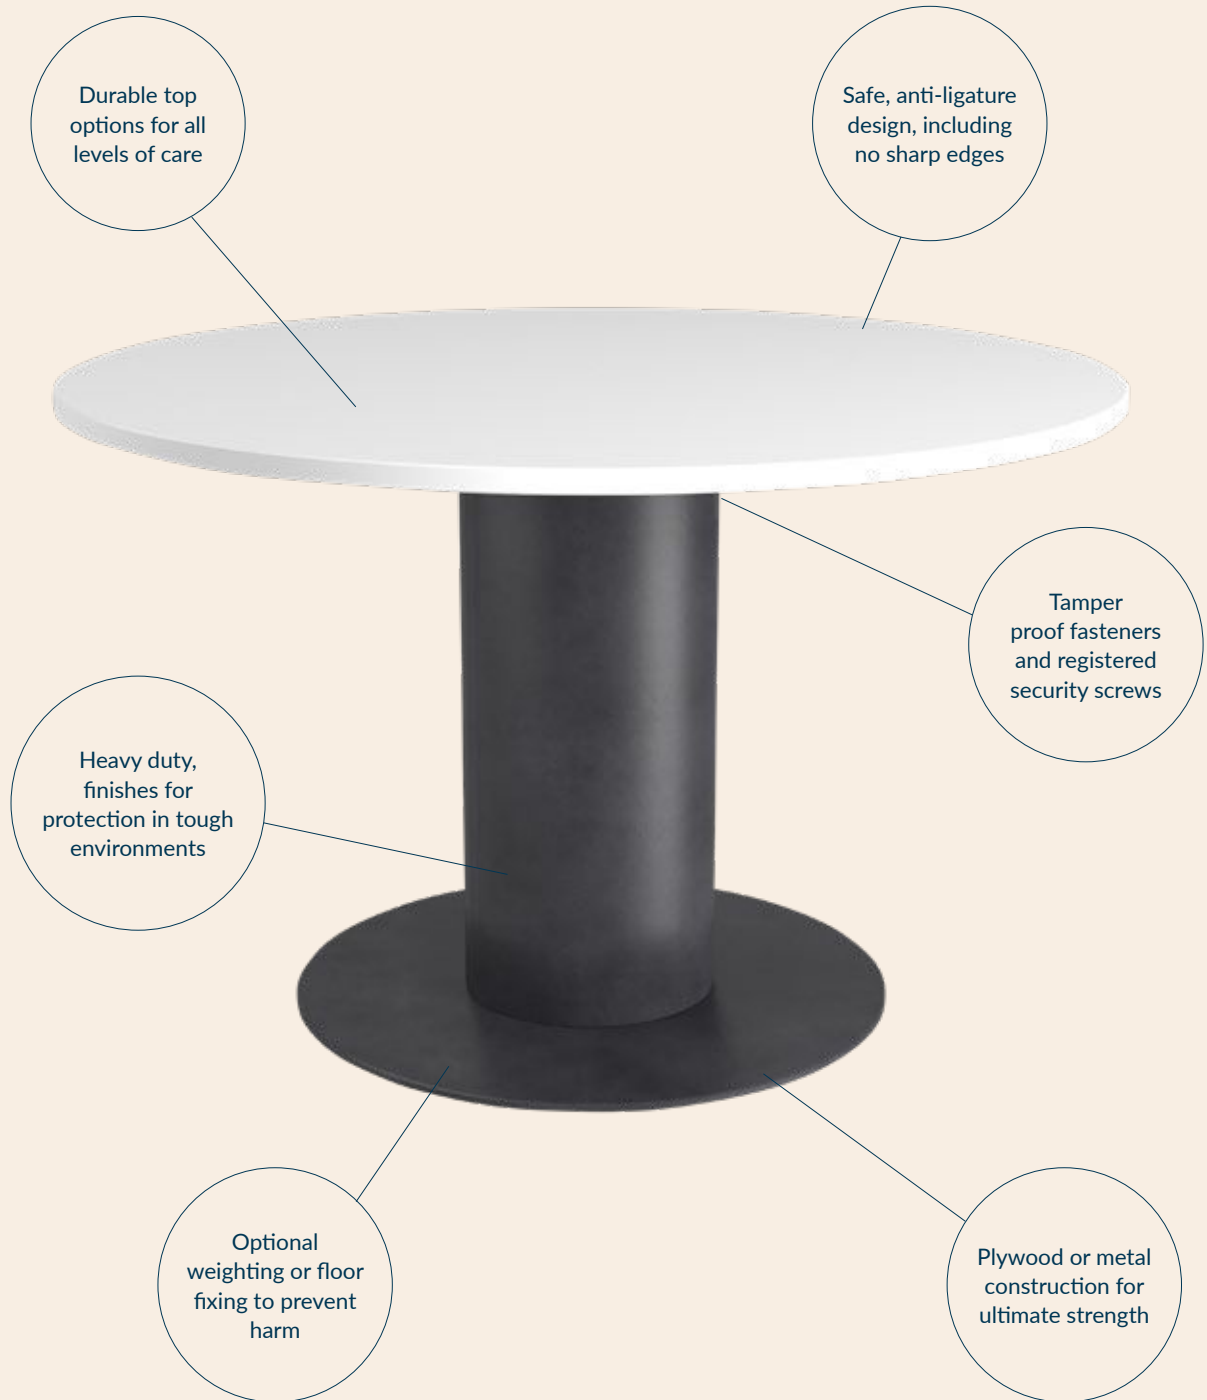 Durable top
options for all
levels of care
Safe, anti-ligature
design, including
no sharp edges
Tamper
proof fasteners
and registered
security screws
Heavy duty,
finishes for
protection in tough
environments
Optional
weighting or floor
fixing to prevent
harm
Plywood or metal
construction for
ultimate strength